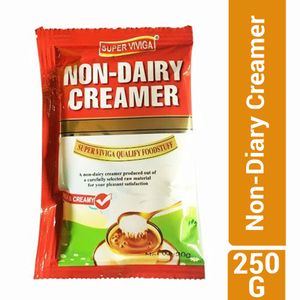 SUPER VIVIGA
NON-DAIRY
CREAMER
SUPER VIVIGA QUALIFY FOODSTUFF
A non-dairy creamer produced out of
a carefully selected raw material
for your pleasant satisfaction
CREAMY
Non-Diary Creamer
250
G